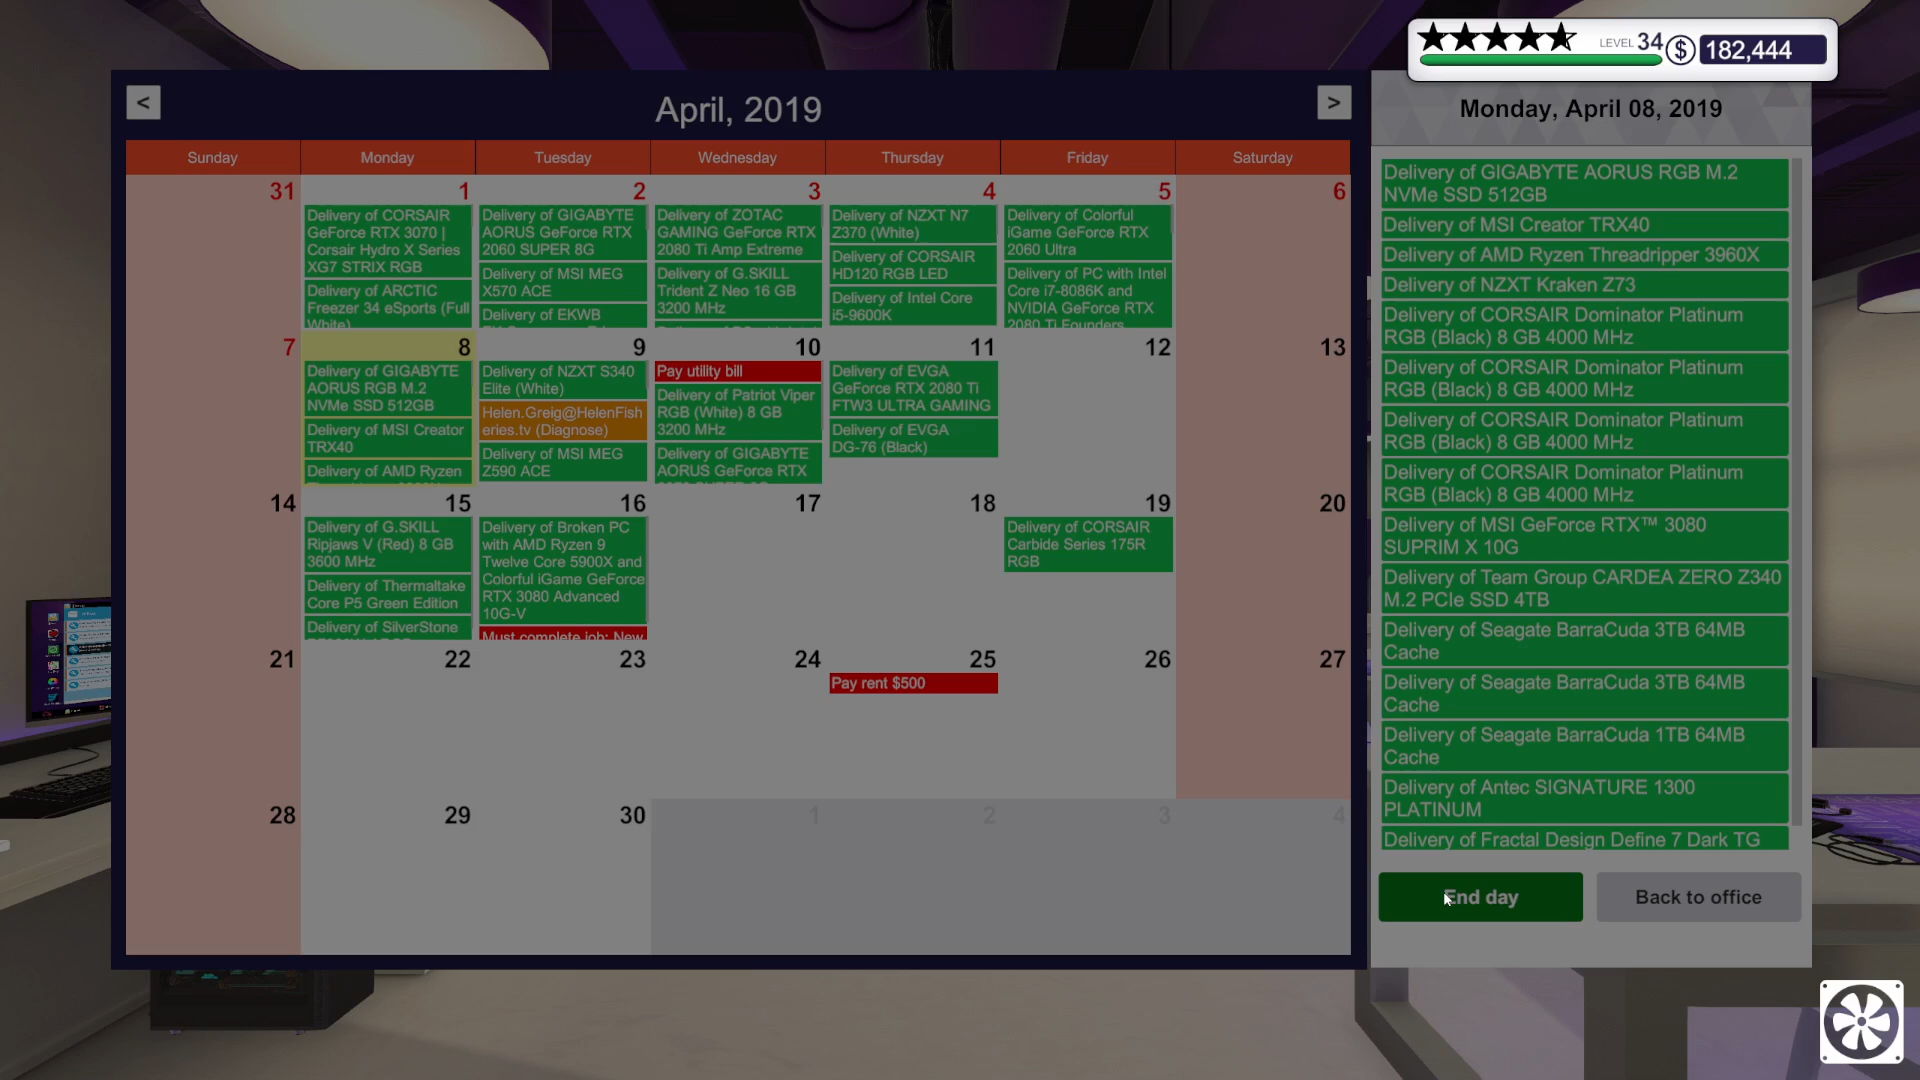 LEVEL 34
$ 182,444
<
April, 2019
>
Sunday
Monday
Tuesday
Wednesday
Thursday
Friday
Saturday
31
1
Delivery of CORSAIR
GeForce RTX 3070 |
Corsair Hydro X Series
XG7 STRIX RGB
Delivery of ARCTIC
Freezer 34 eSports (Full
White)
2
Delivery of GIGABYTE
AORUS GeForce RTX
2060 SUPER 8G
Delivery of MSI MEG
X570 ACE
Delivery of EKWB
3
Delivery of ZOTAC
GAMING GeForce RTX
2080 Ti Amp Extreme
Delivery of G.SKILL
Trident Z Neo 16 GB
3200 MHz
4
Delivery of NZXT N7
Z370 (White)
Delivery of CORSAIR
HD120 RGB LED
Delivery of Intel Core
i5-9600K
5
Delivery of Colorful
iGame GeForce RTX
2060 Ultra
Delivery of PC with Intel
Core i7-8086K and
NVIDIA GeForce RTX
2080 Ti Founders
6
7
8
Delivery of GIGABYTE
AORUS RGB M.2
NVMe SSD 512GB
Delivery of MSI Creator
TRX40
Delivery of AMD Ryzen
9
Delivery of NZXT S340
Elite (White)
Helen.Greig@HelenFish
eries.tv (Diagnose)
Delivery of MSI MEG
Z590 ACE
10
Pay utility bill
Delivery of Patriot Viper
RGB (White) 8 GB
3200 MHz
Delivery of GIGABYTE
AORUS GeForce RTX
11
Delivery of EVGA
GeForce RTX 2080 Ti
FTW3 ULTRA GAMING
Delivery of EVGA
DG-76 (Black)
12
13
14
15
Delivery of G.SKILL
Ripjaws V (Red) 8 GB
3600 MHz
Delivery of Thermaltake
Core P5 Green Edition
Delivery of SilverStone
16
Delivery of Broken PC
with AMD Ryzen 9
Twelve Core 5900X and
Colorful iGame GeForce
RTX 3080 Advanced
10G-V
Must complete job: New
17
18
19
Delivery of CORSAIR
Carbide Series 175R
RGB
20
21
22
23
24
25
Pay rent $500
26
27
28
29
30
1
2
3
4
Monday, April 08, 2019
Delivery of GIGABYTE AORUS RGB M.2
NVMe SSD 512GB
Delivery of MSI Creator TRX40
Delivery of AMD Ryzen Threadripper 3960X
Delivery of NZXT Kraken Z73
Delivery of CORSAIR Dominator Platinum
RGB (Black) 8 GB 4000 MHz
Delivery of CORSAIR Dominator Platinum
RGB (Black) 8 GB 4000 MHz
Delivery of CORSAIR Dominator Platinum
RGB (Black) 8 GB 4000 MHz
Delivery of CORSAIR Dominator Platinum
RGB (Black) 8 GB 4000 MHz
Delivery of MSI GeForce RTX™ 3080
SUPRIM X 10G
Delivery of Team Group CARDEA ZERO Z340
M.2 PCIe SSD 4TB
Delivery of Seagate BarraCuda 3TB 64MB
Cache
Delivery of Seagate BarraCuda 3TB 64MB
Cache
Delivery of Seagate BarraCuda 1TB 64MB
Cache
Delivery of Antec SIGNATURE 1300
PLATINUM
Delivery of Fractal Design Define 7 Dark TG
End day
Back to office